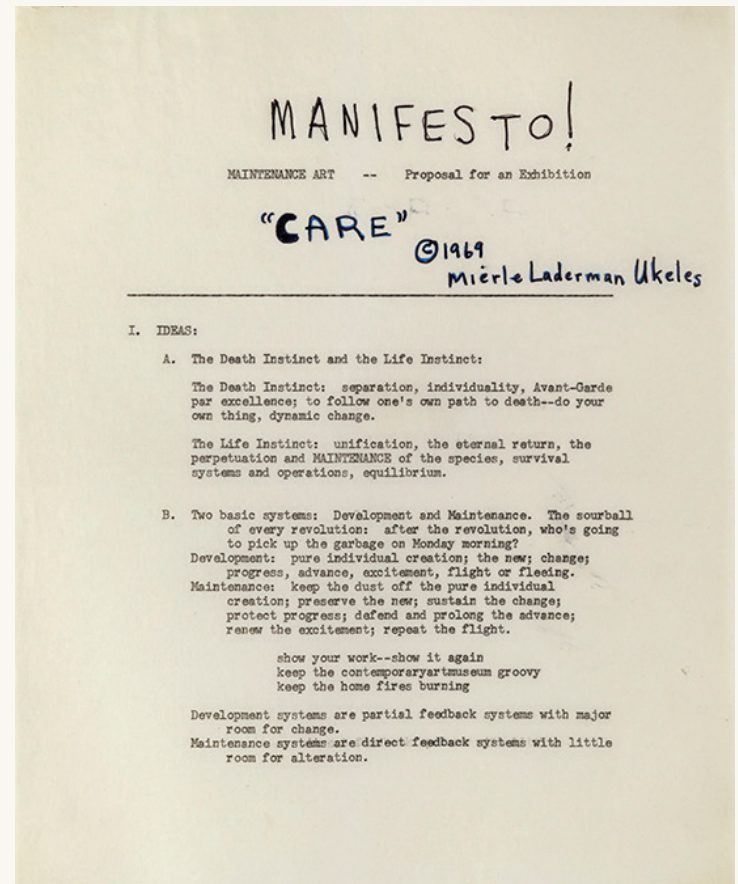 MANIFESTO!
MAINTENANCE ART -- Proposal for an Exhibition
"CARE"
©1969
Mierle Laderman Ukeles
I. IDEAS:
A. The Death Instinct and the Life Instinct:
The Death Instinct: separation, individuality, Avant-Garde
par excellence; to follow one's own path to death--do your
own thing, dynamic change.
The Life Instinct: unification, the eternal return, the
perpetuation and MAINTENANCE of the species, survival
systems and operations, equilibrium.
B. Two basic systems: Development and Maintenance. The sourball
of every revolution: after the revolution, who's going
to pick up the garbage on Monday morning?
Development: pure individual creation; the new; change;
progress, advance, excitement, flight or fleeing.
Maintenance: keep the dust off the pure individual
creation; preserve the new; sustain the change;
protect progress; defend and prolong the advance;
renew the excitement; repeat the flight.
show your work--show it again
keep the contemporaryartmuseum groovy
keep the home fires burning
Development systems are partial feedback systems with major
room for change.
Maintenance systems are direct feedback systems with little
room for alteration.